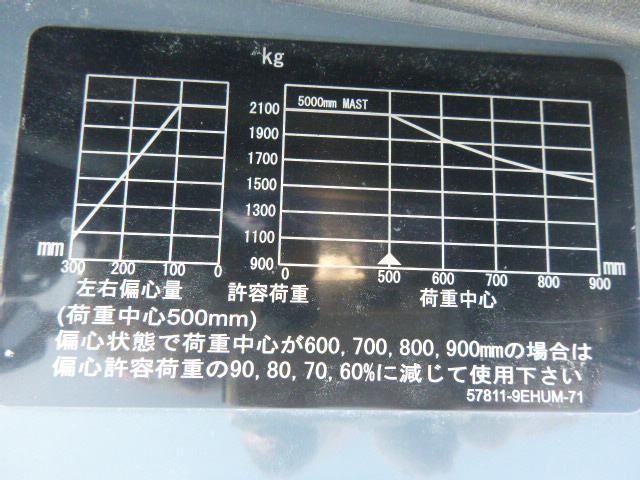 kg
5000mm MAST
2100
1900
1700
1500
1300
1100
900
mm 300 200 100 0
0 500 600 700 800 900 mm
左右偏心量 許容荷重 荷重中心
(荷重中心500mm)
偏心状態で荷重中心が600,700,800,900mmの場合は
偏心許容荷重の90,80,70,60%に減じて使用下さい
57811-9EHUM-71